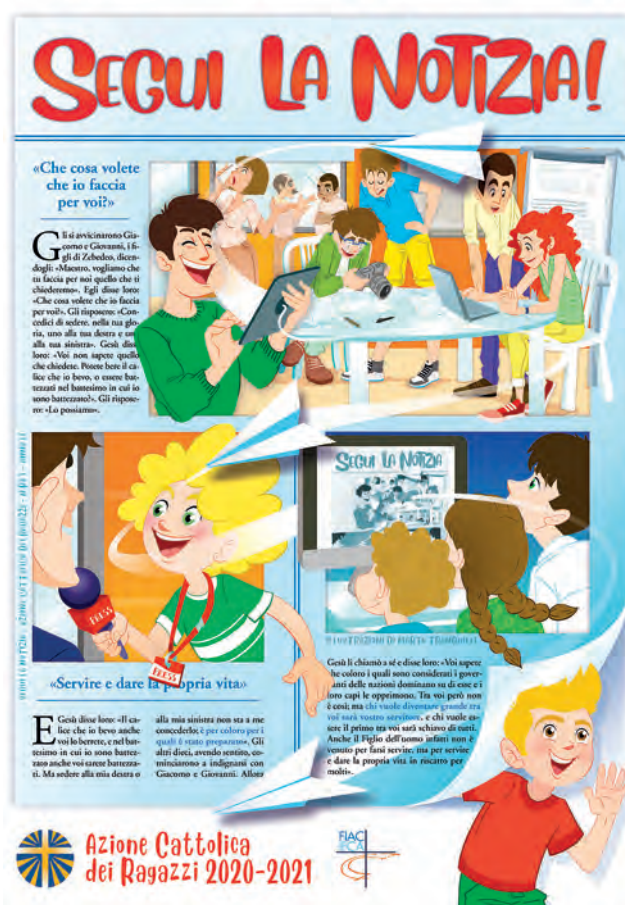 SEGUI LA NOTIZIA!
«Che cosa volete
che io faccia
per voi?»
Gli si avvicinarono Gia-
como e Giovanni, i fi-
gli di Zebedeo, dicen-
dogli: «Maestro, vogliamo che
tu faccia per noi quello che ti
chiederemo». Egli disse loro:
«Che cosa volete che io faccia
per voi?». Gli risposero: «Con-
cedici di sedere, nella tua glo-
ria, uno alla tua destra e uno
alla tua sinistra». Gesù disse
loro: «Voi non sapete quello
che chiedete. Potete bere il ca-
lice che io bevo, o essere bat-
tezzati nel battesimo in cui io
sono battezzato?». Gli rispose-
ro: «Lo possiamo».
PRESS
PRESS
SEGUI LA NOTIZIA
ILLUSTRAZIONI DI MARTA
«Servire e dare la propria vita»
E Gesù disse loro: «Il ca-
lice che io bevo anche
voi lo berrete, e nel bat-
tesimo in cui io sono battez-
zato anche voi sarete battezza-
ti. Ma sedere alla mia destra o
alla mia sinistra non sta a me
concederlo; è per coloro per i
quali è stato preparato». Gli
altri dieci, avendo sentito, co-
minciarono a indignarsi con
Giacomo e Giovanni. Allora
Gesù li chiamò a sé e disse loro: «Voi sapete
che coloro i quali sono considerati i gover-
nanti delle nazioni dominano su di esse e i
loro capi le opprimono. Tra voi però non
è così; ma chi vuole diventare grande tra
voi sarà vostro servitore, e chi vuole es-
sere il primo tra voi sarà schiavo di tutti.
Anche il Figlio dell'uomo infatti non è
venuto per farsi servire, ma per servire
e dare la propria vita in riscatto per
molti».
Azione Cattolica
dei Ragazzi 2020-2021
FIAC